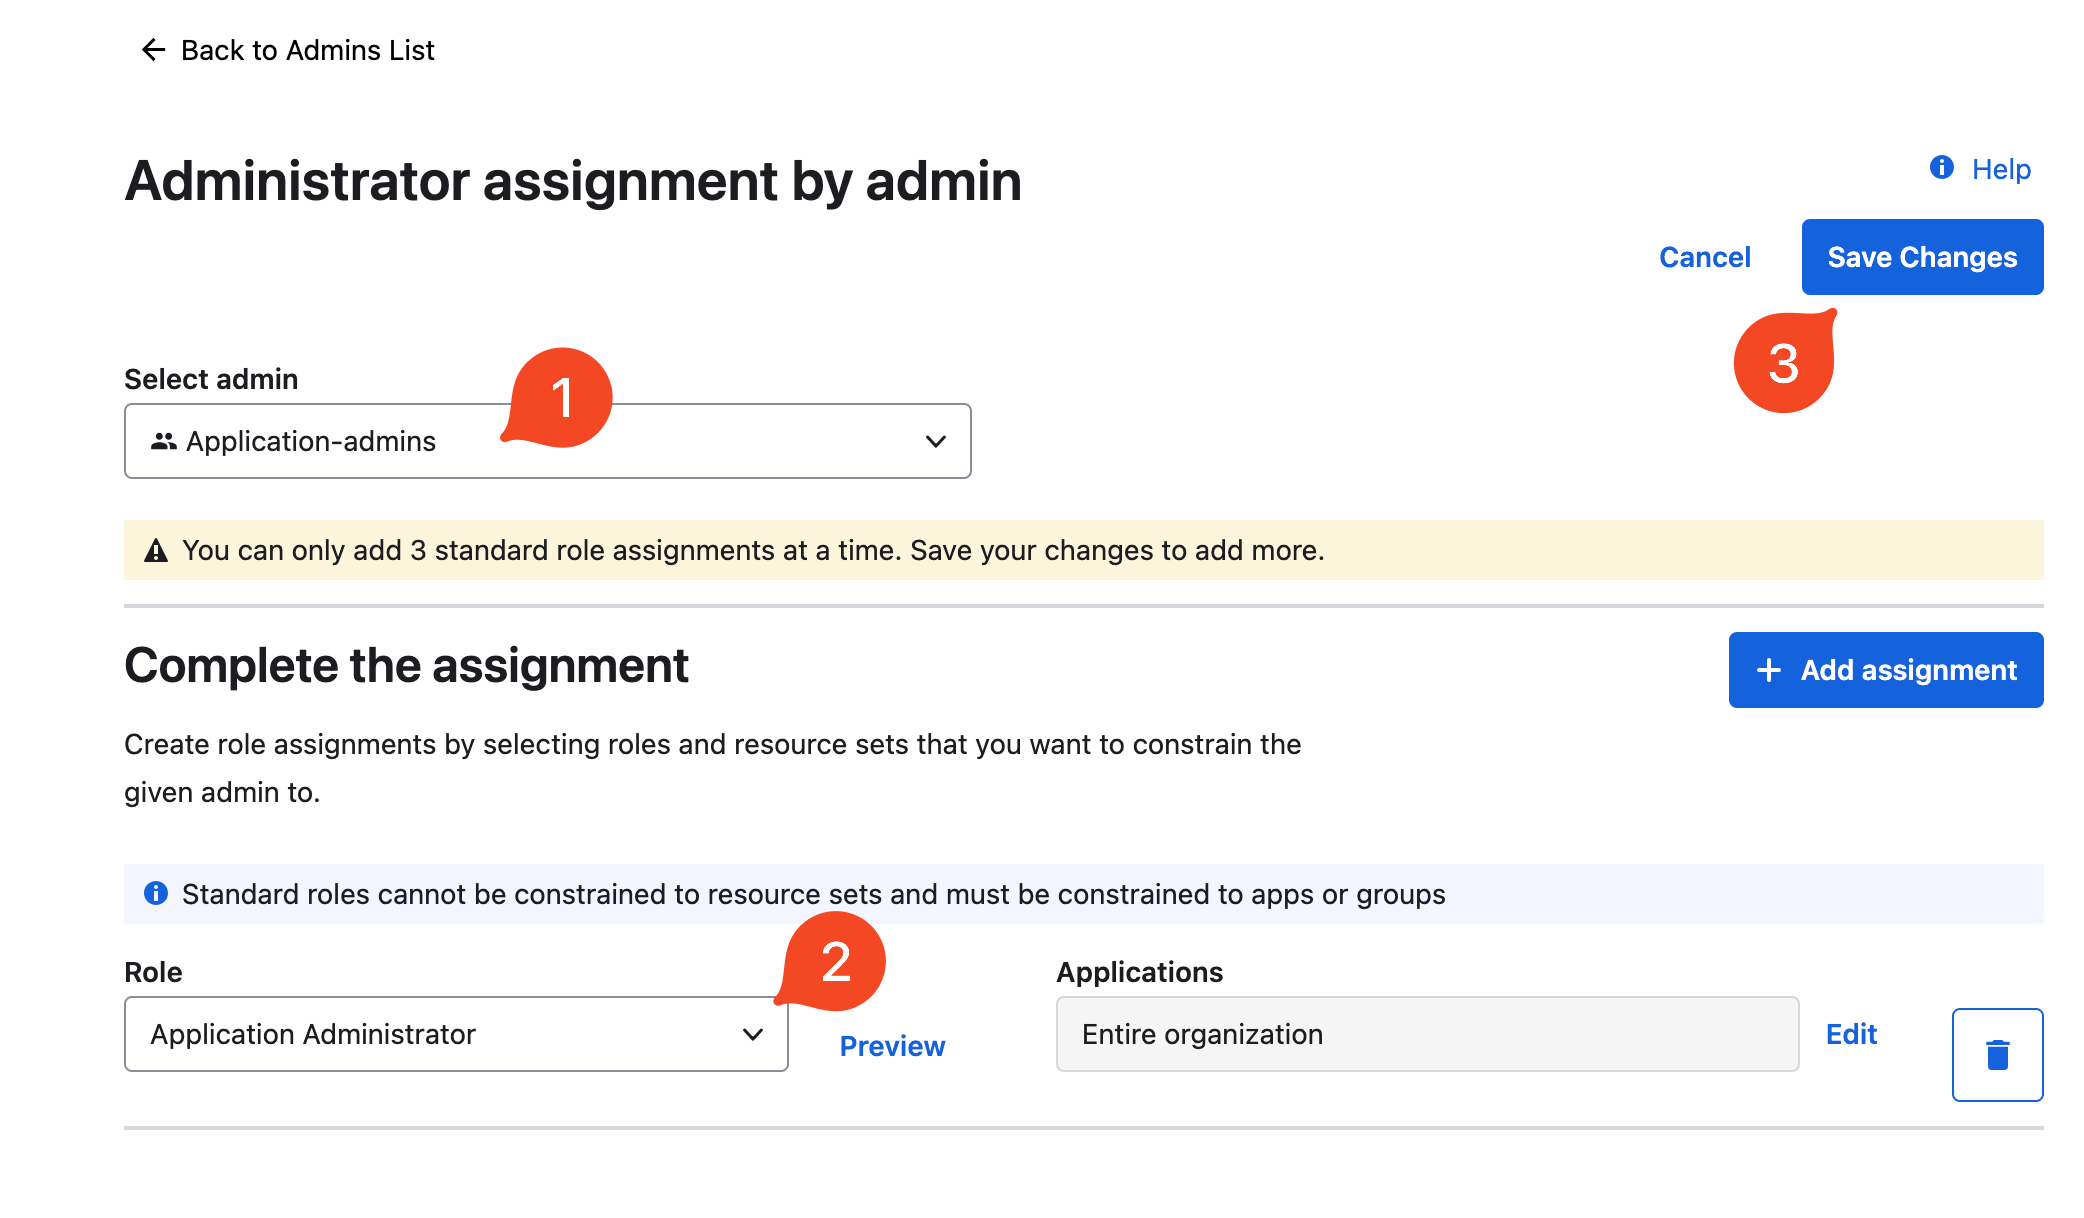 Back to Admins List
Administrator assignment by admin
Help
Cancel
Save Changes
3
Select admin
1
Application-admins
You can only add 3 standard role assignments at a time. Save your changes to add more.
Complete the assignment
Add assignment
Create role assignments by selecting roles and resource sets that you want to constrain the
given admin to.
Standard roles cannot be constrained to resource sets and must be constrained to apps or groups
2
Role
Application Administrator
Preview
Applications
Entire organization
Edit